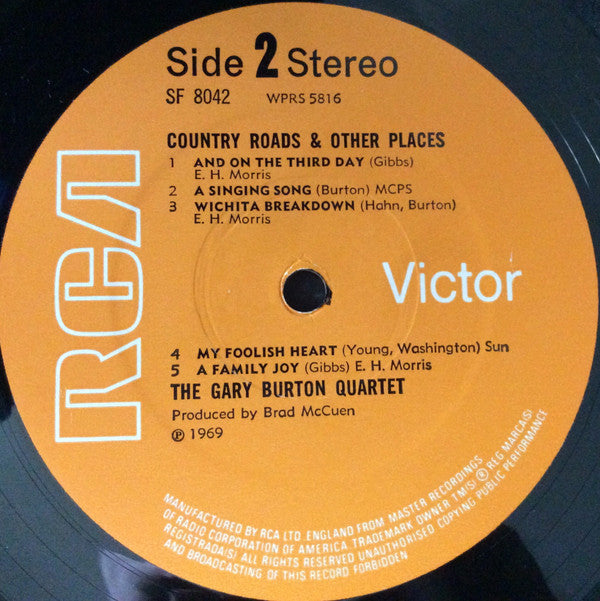 Side 2 Stereo
SF 8042 WPRS 5816
COUNTRY ROADS & OTHER PLACES
1 AND ON THE THIRD DAY (Gibbs)
E. H. Morris
2 A SINGING SONG (Burton) MCPS
3 WICHITA BREAKDOWN (Hahn, Burton)
E. H. Morris
RCA
Victor
4 MY FOOLISH HEART (Young, Washington) Sun
5 A FAMILY JOY (Gibbs) E. H. Morris
THE GARY BURTON QUARTET
Produced by Brad McCuen
℗ 1969
MANUFACTURED BY RCA LTD. ENGLAND FROM MASTER RECORDINGS
OF RADIO CORPORATION OF AMERICA. TRADEMARK OWNER TM(S) ® REG MARCA(S)
REGISTRADA(S) ALL RIGHTS RESERVED UNAUTHORISED COPYING PUBLIC PERFORMANCE
AND BROADCASTING OF THIS RECORD FORBIDDEN